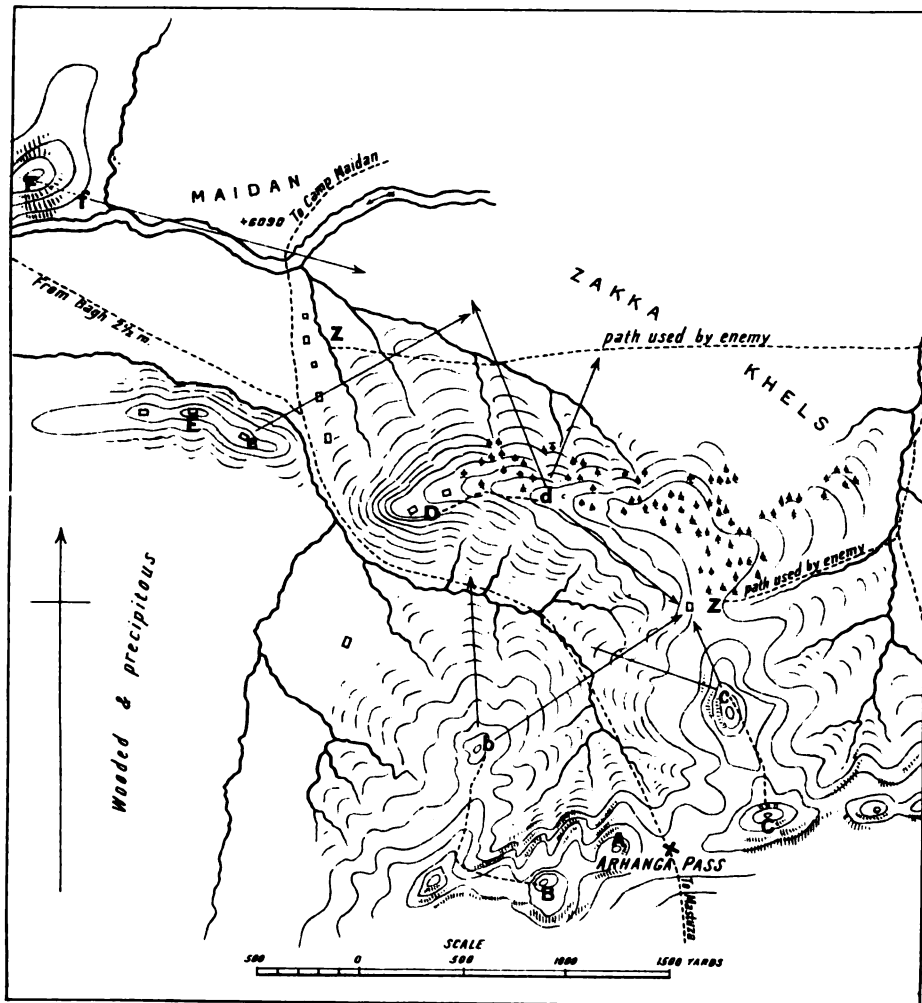 F
f
MAIDAN
+6090
To Camp Maidan
ZAKKA
From Bagh 2½ m.
Z
path used by enemy
KHELS
E
e
D
d
path used by enemy
Z
Wooded & precipitous
c
b
C
A
ARHANGA PASS
B
To Mastura
SCALE
500 0 500 1000 1500 YARDS